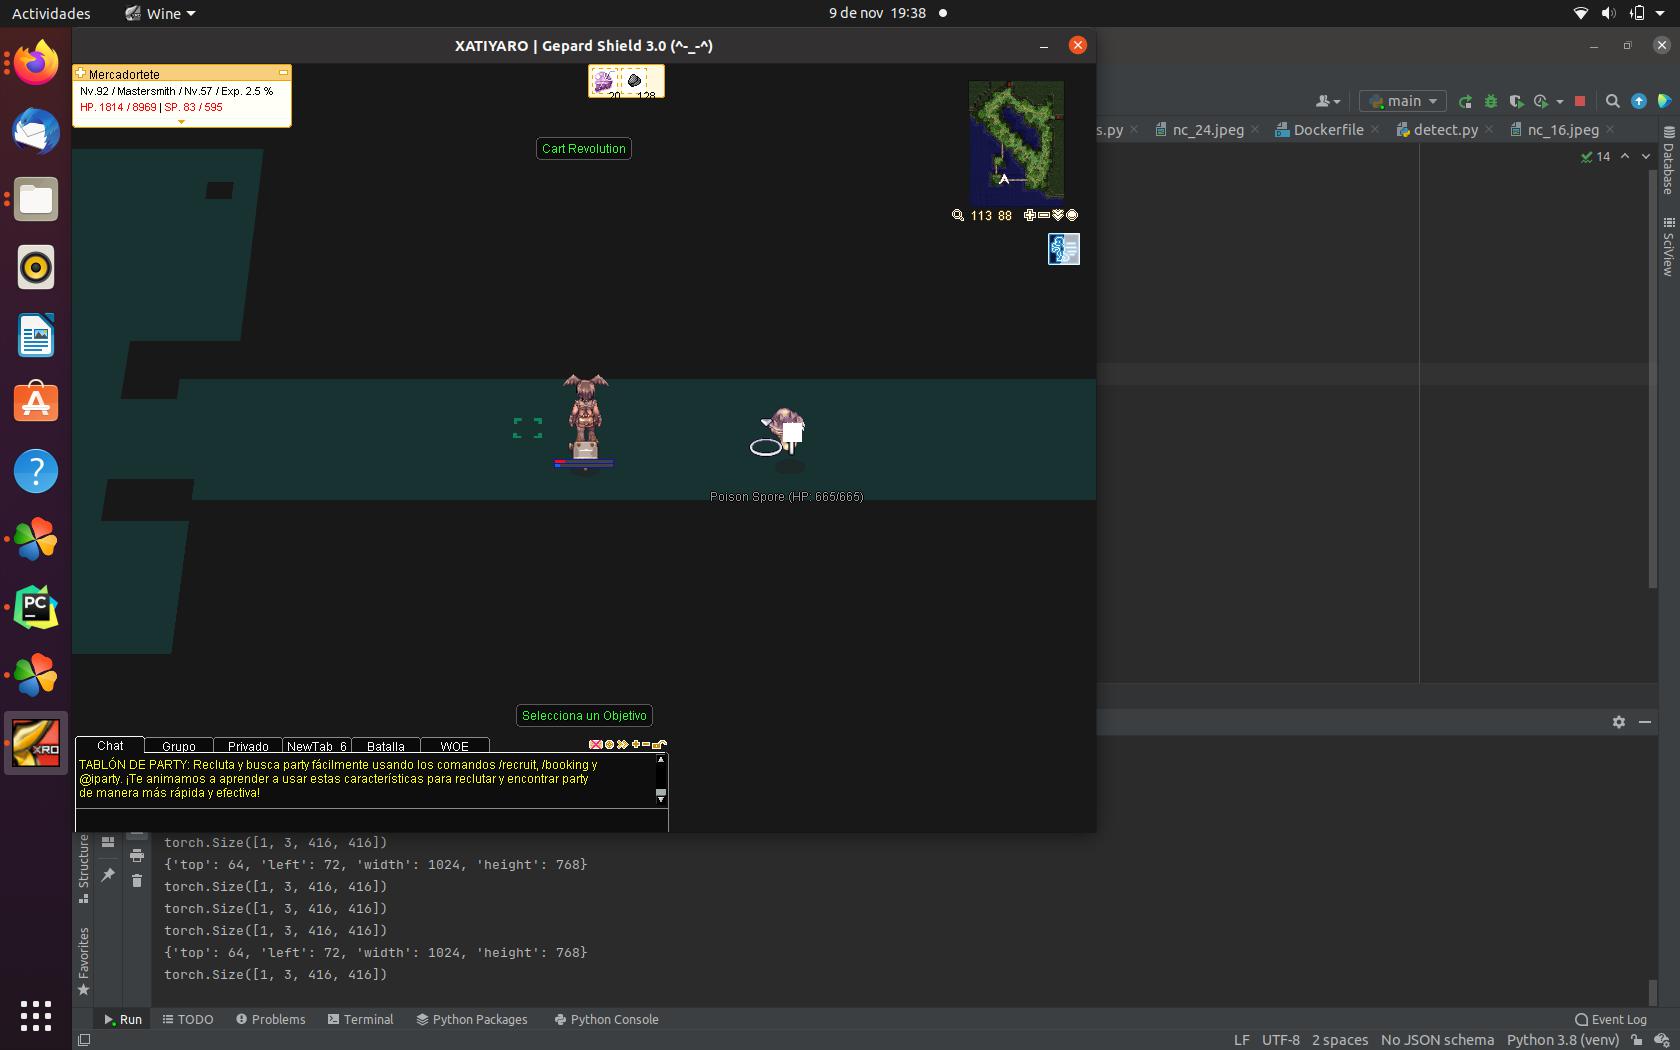 Actividades
Wine
9 de nov 19:38
XATIYARO | Gepard Shield 3.0 (^-_-^)
Mercadortete
Nv.92 / Mastersmith / Nv.57 / Exp. 2.5 %
HP. 1814 / 8969 | SP. 83 / 595
20 128
Cart Revolution
113 88
main
s.py
nc_24.jpeg
Dockerfile
detect.py
nc_16.jpeg
14
Database
SciView
Poison Spore (HP: 665/665)
PC
XRO
Selecciona un Objetivo
Chat Grupo Privado NewTab_6 Batalla WOE
TABLÓN DE PARTY: Recluta y busca party fácilmente usando los comandos /recruit, /booking y
@iparty. ¡Te animamos a aprender a usar estas características para reclutar y encontrar party
de manera más rápida y efectiva!
Structure
Favorites
torch.Size([1, 3, 416, 416])
{'top': 64, 'left': 72, 'width': 1024, 'height': 768}
torch.Size([1, 3, 416, 416])
torch.Size([1, 3, 416, 416])
torch.Size([1, 3, 416, 416])
{'top': 64, 'left': 72, 'width': 1024, 'height': 768}
torch.Size([1, 3, 416, 416])
Run TODO Problems Terminal Python Packages Python Console Event Log
LF UTF-8 2 spaces No JSON schema Python 3.8 (venv)